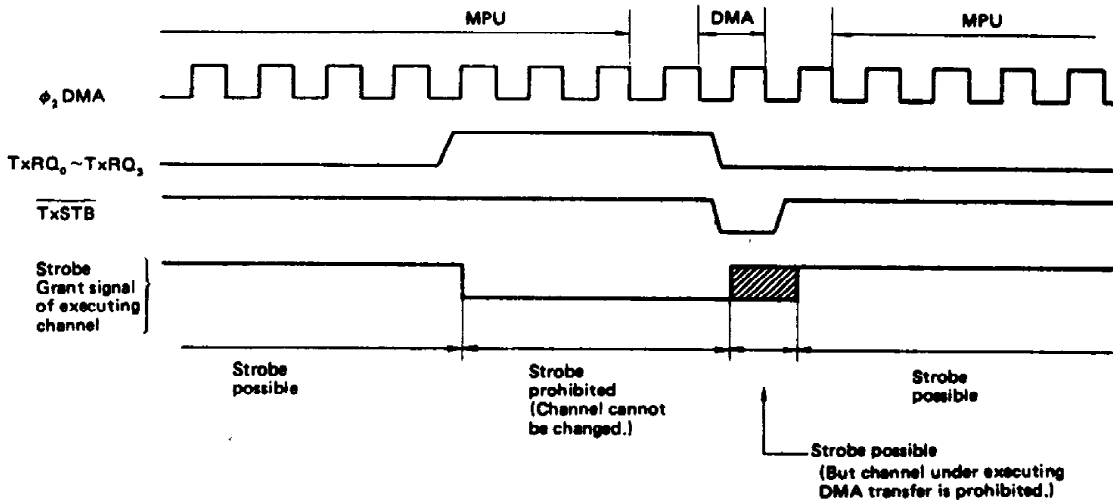 MPU DMA MPU
φ₂ DMA
TxRQ₀~TxRQ₃
T̅x̅S̅T̅B̅
Strobe
Grant signal
of executing
channel
Strobe
possible
Strobe
prohibited
(Channel cannot
be changed.)
Strobe
possible
Strobe possible
(But channel under executing
DMA transfer is prohibited.)